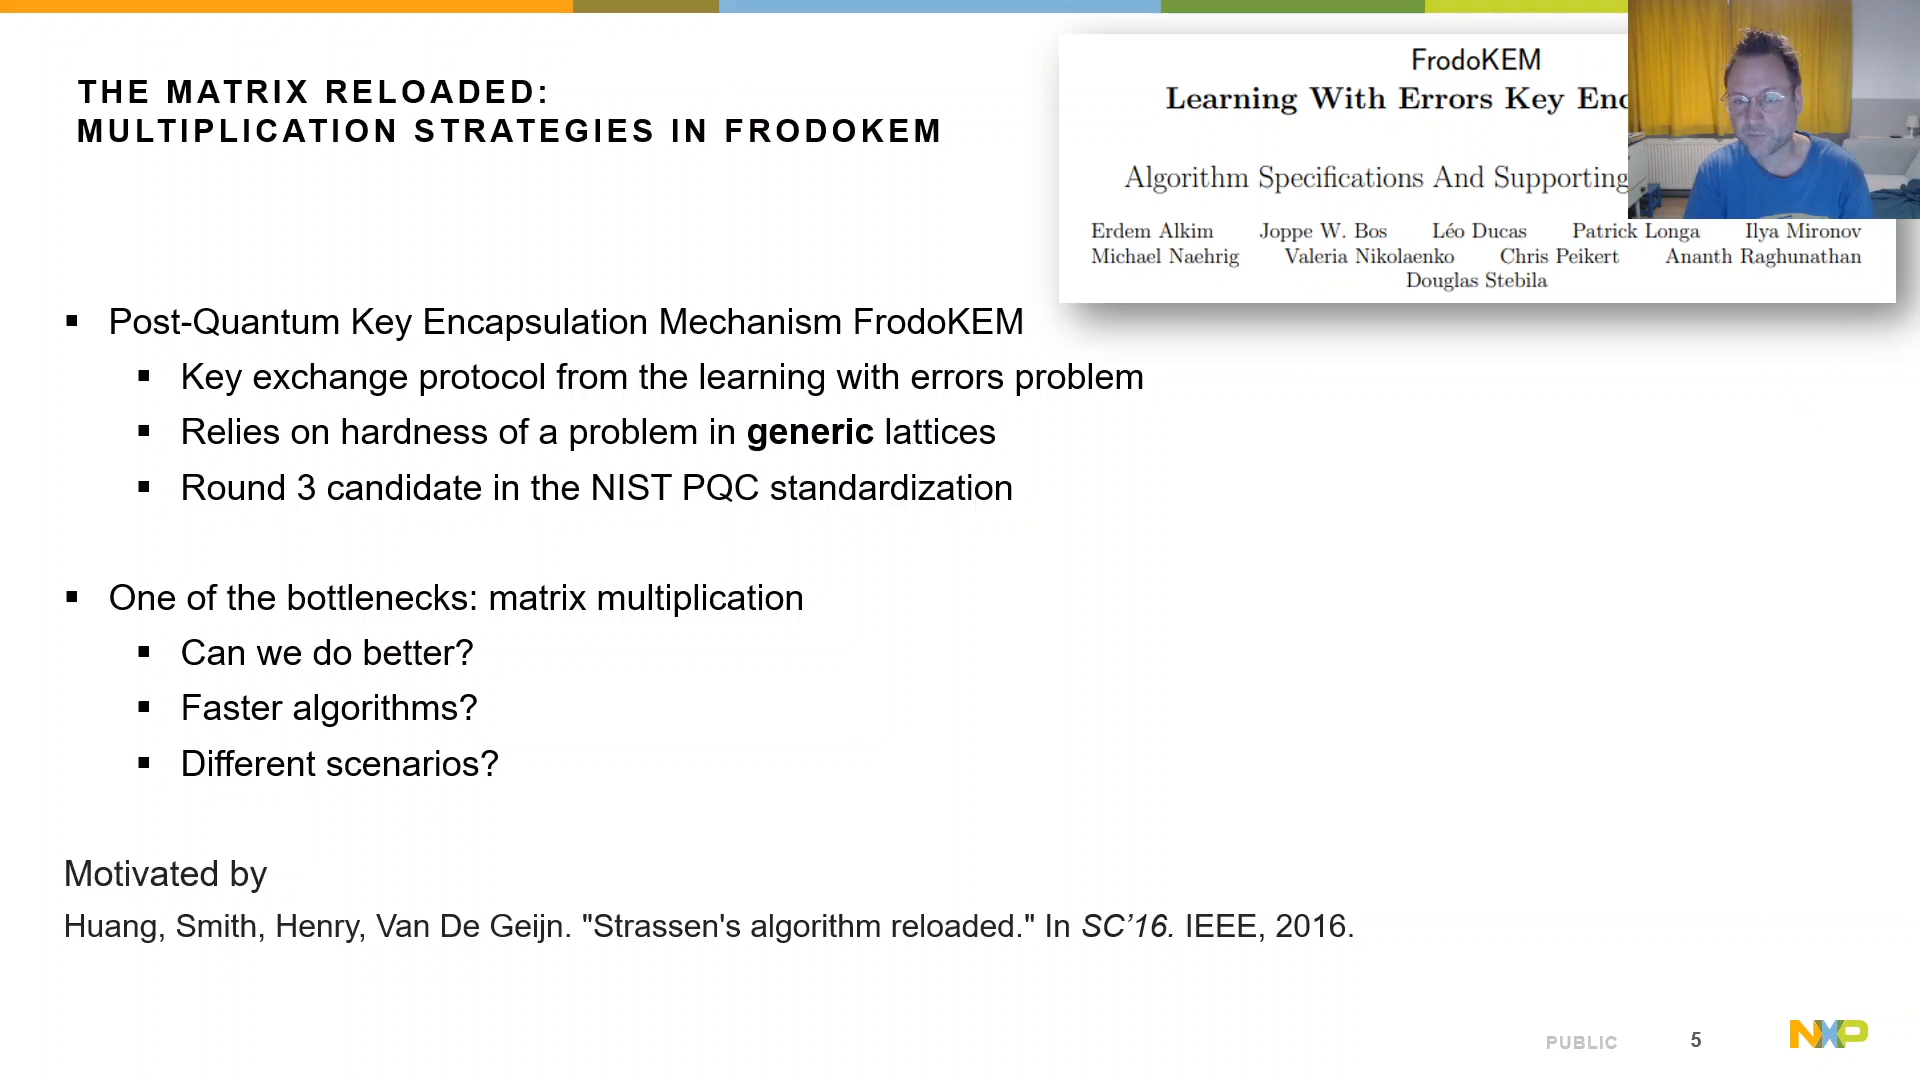 THE MATRIX RELOADED:
MULTIPLICATION STRATEGIES IN FRODOKEM
FrodoKEM
Learning With Errors Key
Algorithm Specifications And Supporting
Erdem Alkim Joppe W. Bos Léo Ducas Patrick Longa Ilya Mironov
Michael Naehrig Valeria Nikolaenko Chris Peikert Ananth Raghunathan
Douglas Stebila
▪ Post-Quantum Key Encapsulation Mechanism FrodoKEM
▪ Key exchange protocol from the learning with errors problem
▪ Relies on hardness of a problem in generic lattices
▪ Round 3 candidate in the NIST PQC standardization
▪ One of the bottlenecks: matrix multiplication
▪ Can we do better?
▪ Faster algorithms?
▪ Different scenarios?
Motivated by
Huang, Smith, Henry, Van De Geijn. "Strassen's algorithm reloaded." In SC’16. IEEE, 2016.
PUBLIC 5 NXP